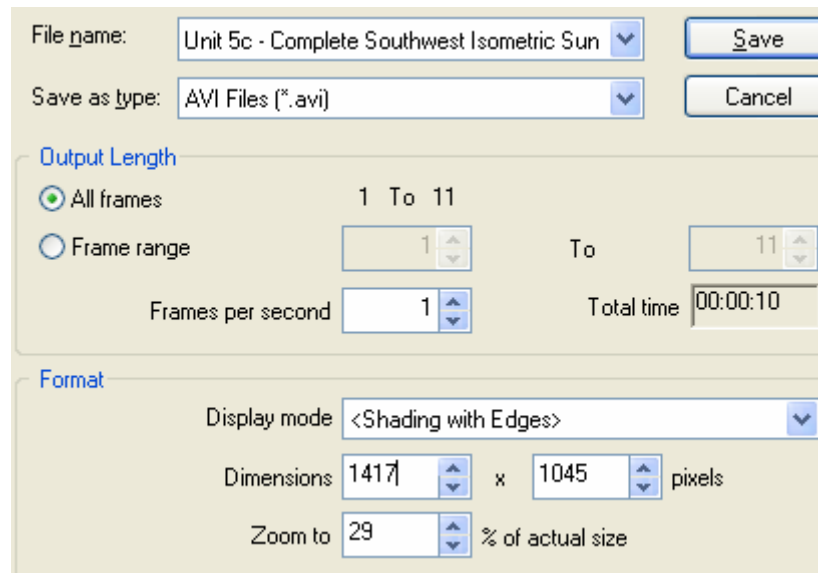 File name: Unit 5c - Complete Southwest Isometric Sun Save
Save as type: AVI Files (*.avi) Cancel
Output Length
All frames 1 To 11
Frame range 1 To 11
Frames per second 1 Total time 00:00:10
Format
Display mode <Shading with Edges>
Dimensions 1417 x 1045 pixels
Zoom to 29 % of actual size